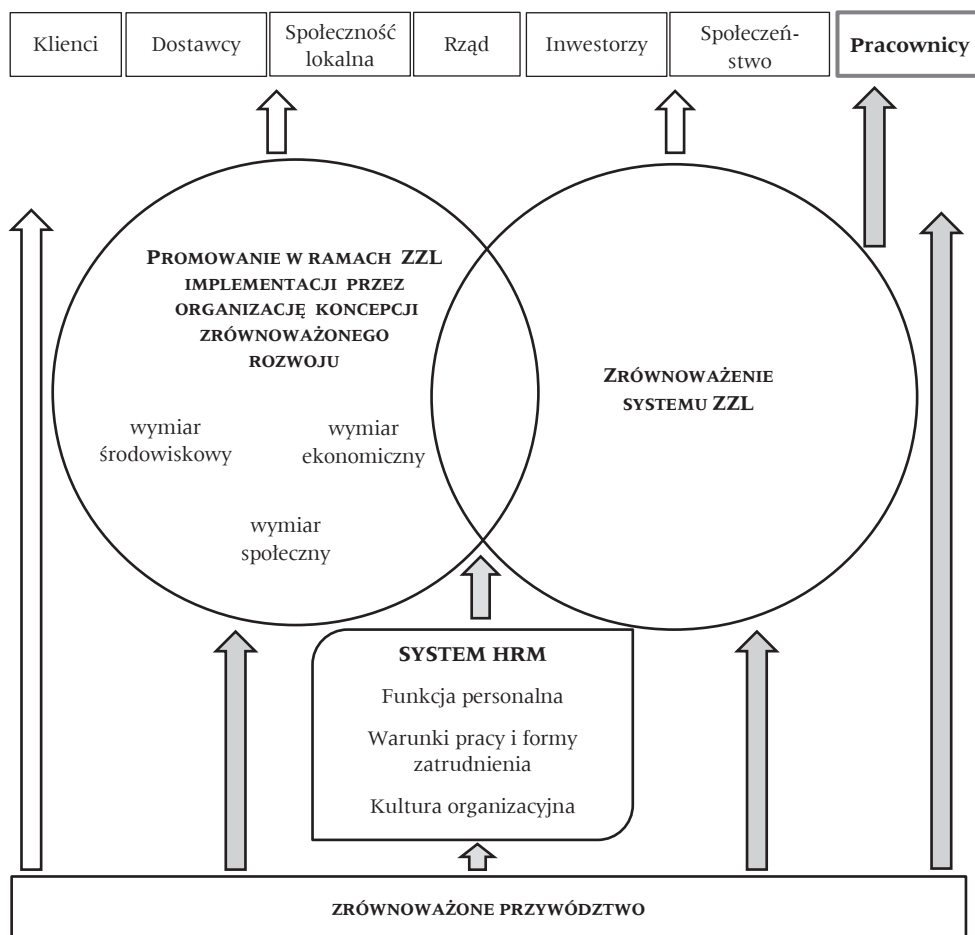 Klienci
Dostawcy
Społeczność
lokalna
Rząd
Inwestorzy
Społeczeń-
stwo
Pracownicy
PROMOWANIE W RAMACH ZZL
IMPLEMENTACJI PRZEZ
ORGANIZACJĘ KONCEPCJI
ZRÓWNOWAŻONEGO
ROZWOJU
wymiar
środowiskowy
wymiar
ekonomiczny
wymiar
społeczny
ZRÓWNOWAŻENIE
SYSTEMU ZZL
SYSTEM HRM
Funkcja personalna
Warunki pracy i formy
zatrudnienia
Kultura organizacyjna
ZRÓWNOWAŻONE PRZYWÓDZTWO